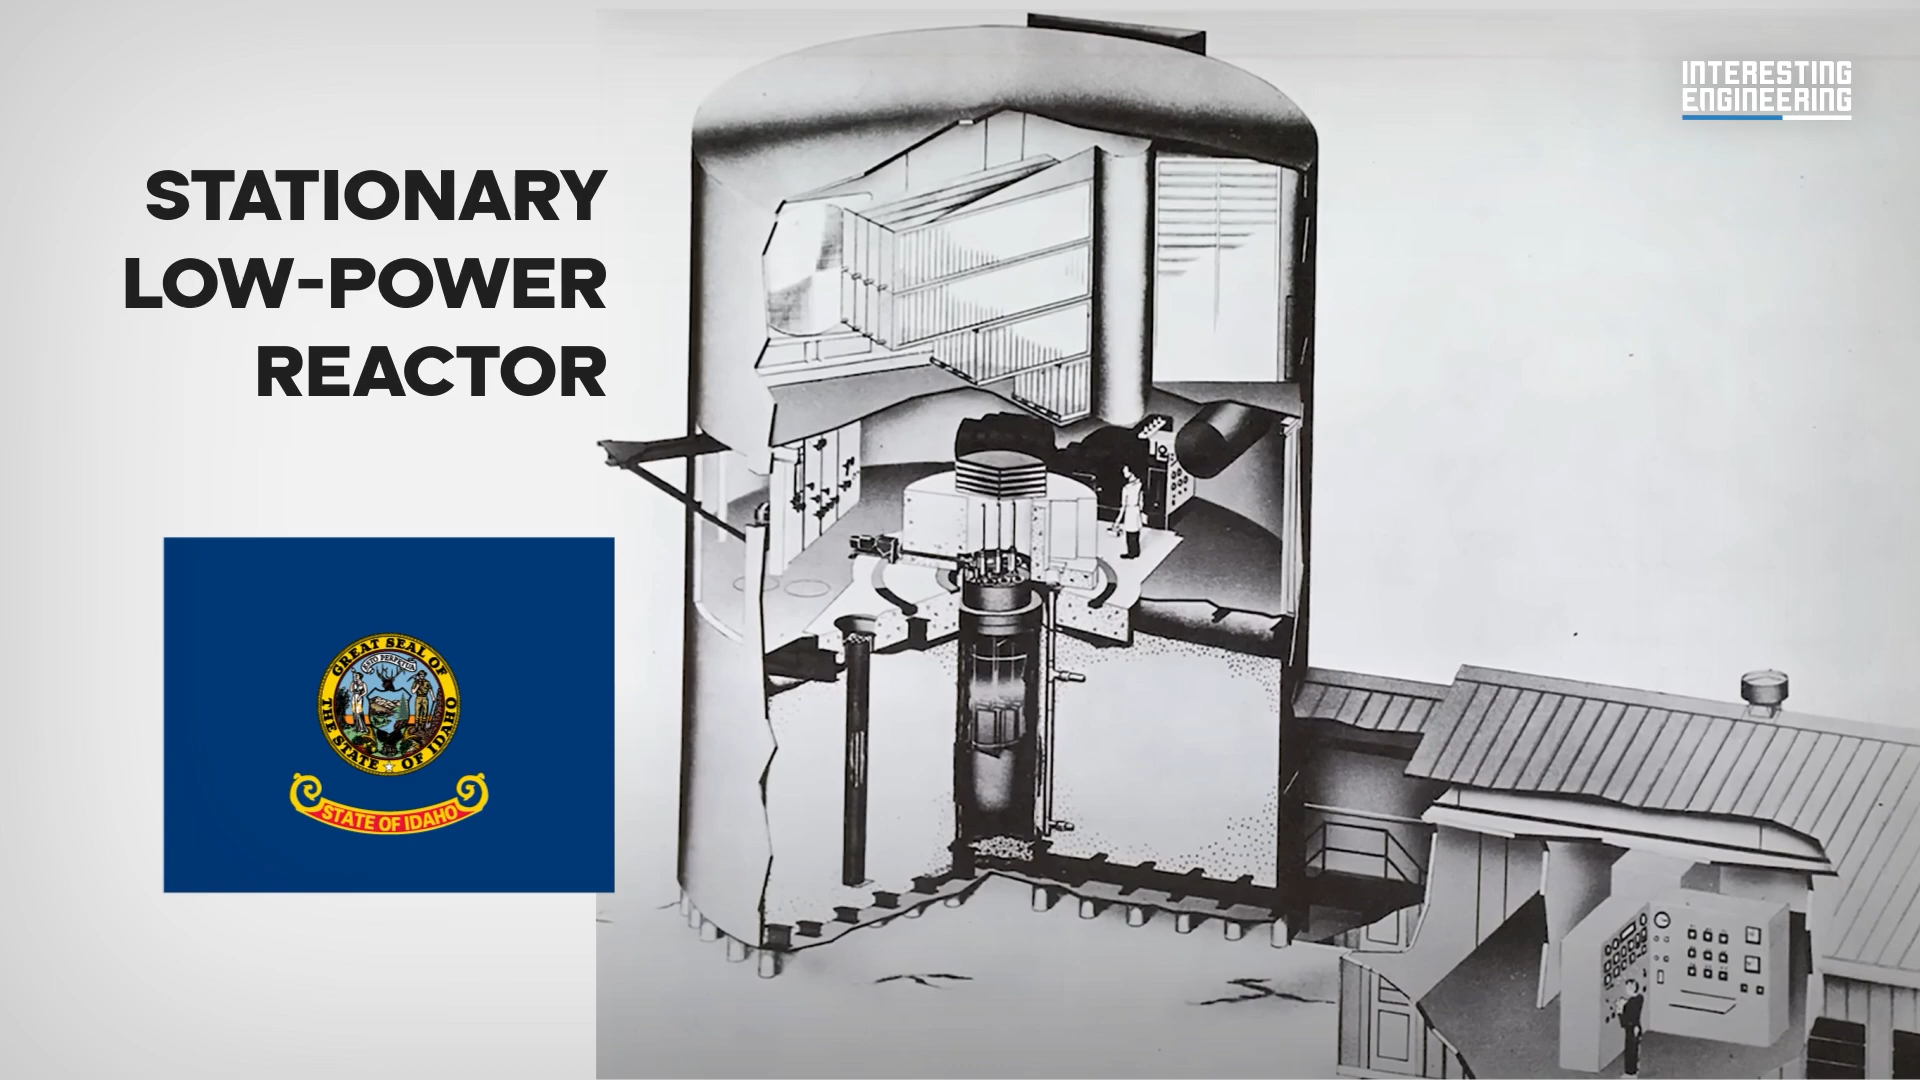 INTERESTING
ENGINEERING
STATIONARY
LOW-POWER
REACTOR
GREAT SEAL OF
THE STATE OF IDAHO
ESTO PERPETUA
STATE OF IDAHO